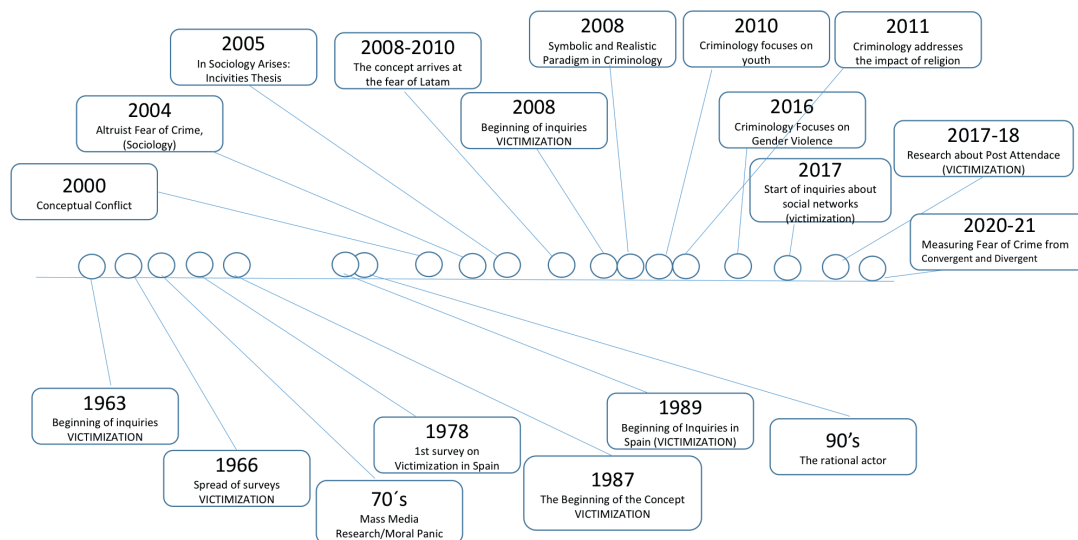 2005
In Sociology Arises:
Incivities Thesis
2008-2010
The concept arrives at
the fear of Latam
2008
Symbolic and Realistic
Paradigm in Criminology
2010
Criminology focuses on
youth
2011
Criminology addresses
the impact of religion
2004
Altruist Fear of Crime,
(Sociology)
2008
Beginning of inquiries
VICTIMIZATION
2016
Criminology Focuses on
Gender Violence
2017-18
Research about Post Attendace
(VICTIMIZATION)
2000
Conceptual Conflict
2017
Start of inquiries about
social networks
(victimization)
2020-21
Measuring Fear of Crime from
Convergent and Divergent
1963
Beginning of inquiries
VICTIMIZATION
1966
Spread of surveys
VICTIMIZATION
70´s
Mass Media
Research/Moral Panic
1978
1st survey on
Victimization in Spain
1987
The Beginning of the Concept
VICTIMIZATION
1989
Beginning of Inquiries in
Spain (VICTIMIZATION)
90’s
The rational actor